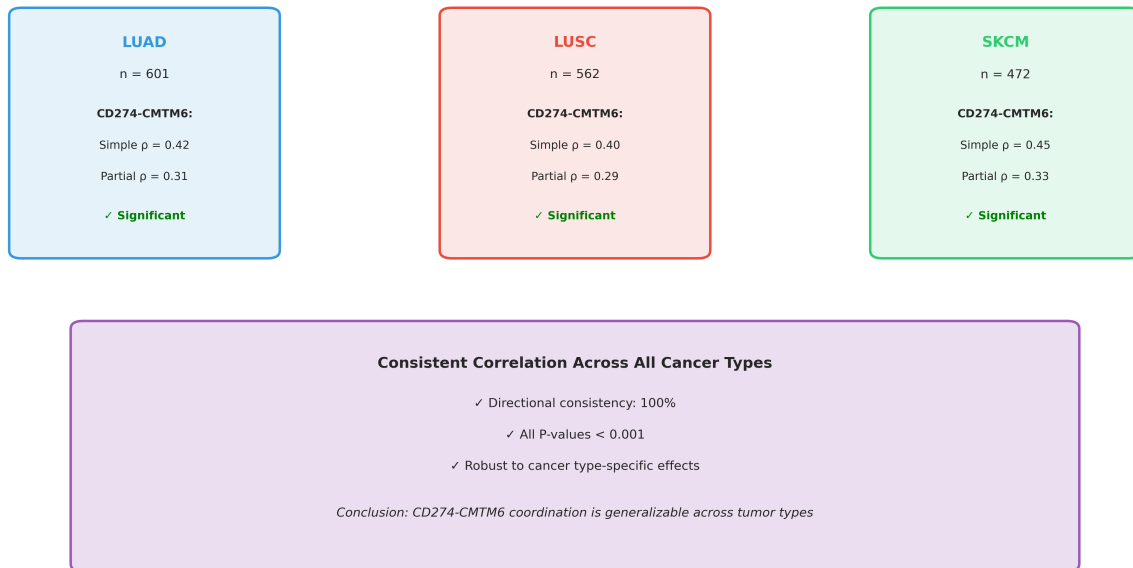 LUAD
n = 601
CD274-CMTM6:
Simple ρ = 0.42
Partial ρ = 0.31
✓ Significant
LUSC
n = 562
CD274-CMTM6:
Simple ρ = 0.40
Partial ρ = 0.29
✓ Significant
SKCM
n = 472
CD274-CMTM6:
Simple ρ = 0.45
Partial ρ = 0.33
✓ Significant
Consistent Correlation Across All Cancer Types
✓ Directional consistency: 100%
✓ All P-values < 0.001
✓ Robust to cancer type-specific effects
Conclusion: CD274-CMTM6 coordination is generalizable across tumor types